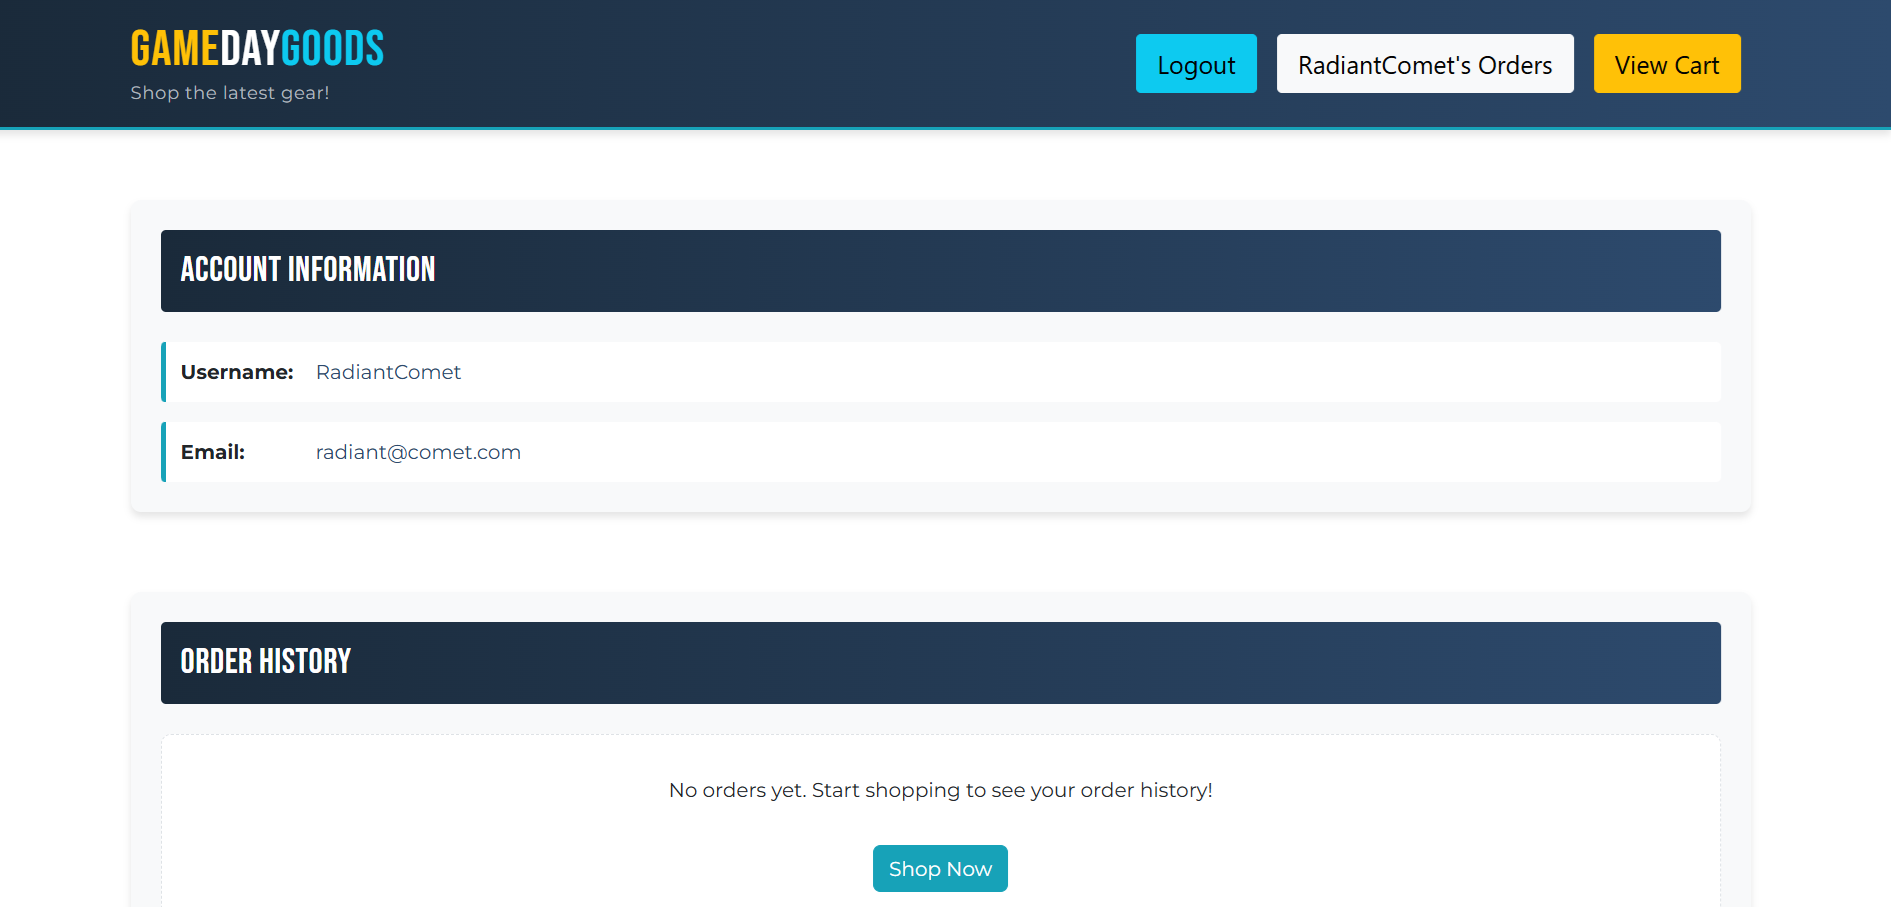 GAMEDAYGOODS
Shop the latest gear!
Logout
RadiantComet's Orders
View Cart
ACCOUNT INFORMATION
Username: RadiantComet
Email: radiant@comet.com
ORDER HISTORY
No orders yet. Start shopping to see your order history!
Shop Now